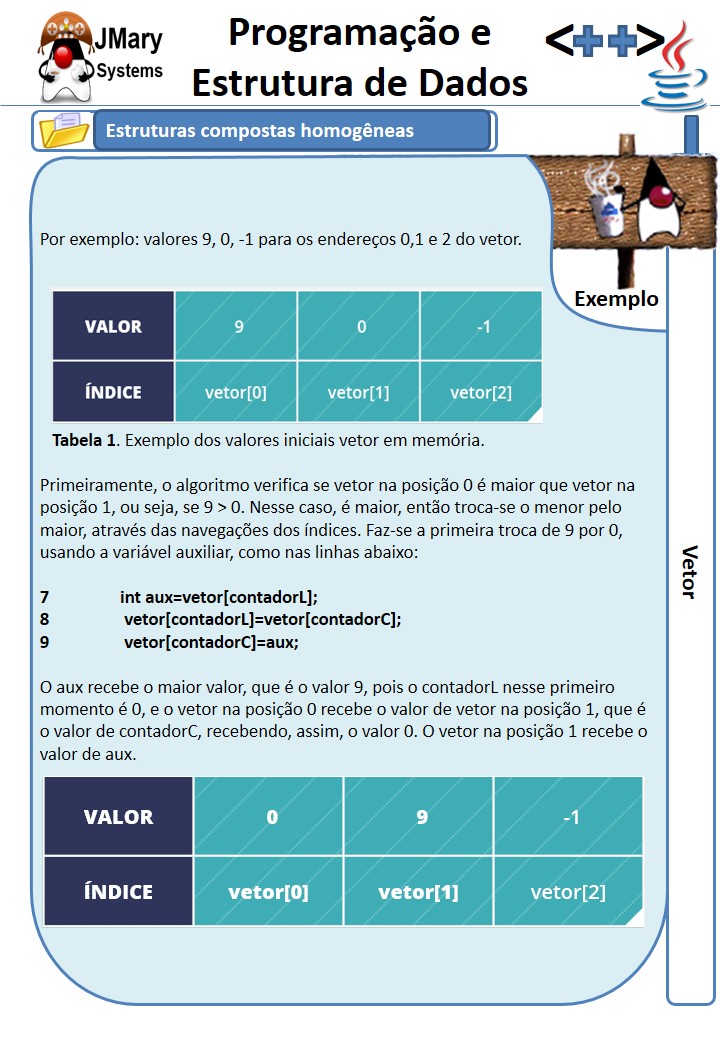 JMary
Systems
Programação e
Estrutura de Dados
<++>
Estruturas compostas homogêneas
Por exemplo: valores 9, 0, -1 para os endereços 0,1 e 2 do vetor.
Exemplo
VALOR 9 0 -1
ÍNDICE vetor[0] vetor[1] vetor[2]
Tabela 1. Exemplo dos valores iniciais vetor em memória.
Primeiramente, o algoritmo verifica se vetor na posição 0 é maior que vetor na
posição 1, ou seja, se 9 > 0. Nesse caso, é maior, então troca-se o menor pelo
maior, através das navegações dos índices. Faz-se a primeira troca de 9 por 0,
usando a variável auxiliar, como nas linhas abaixo:
7 int aux=vetor[contadorL];
8 vetor[contadorL]=vetor[contadorC];
9 vetor[contadorC]=aux;
O aux recebe o maior valor, que é o valor 9, pois o contadorL nesse primeiro
momento é 0, e o vetor na posição 0 recebe o valor de vetor na posição 1, que é
o valor de contadorC, recebendo, assim, o valor 0. O vetor na posição 1 recebe o
valor de aux.
VALOR 0 9 -1
ÍNDICE vetor[0] vetor[1] vetor[2]
Vetor